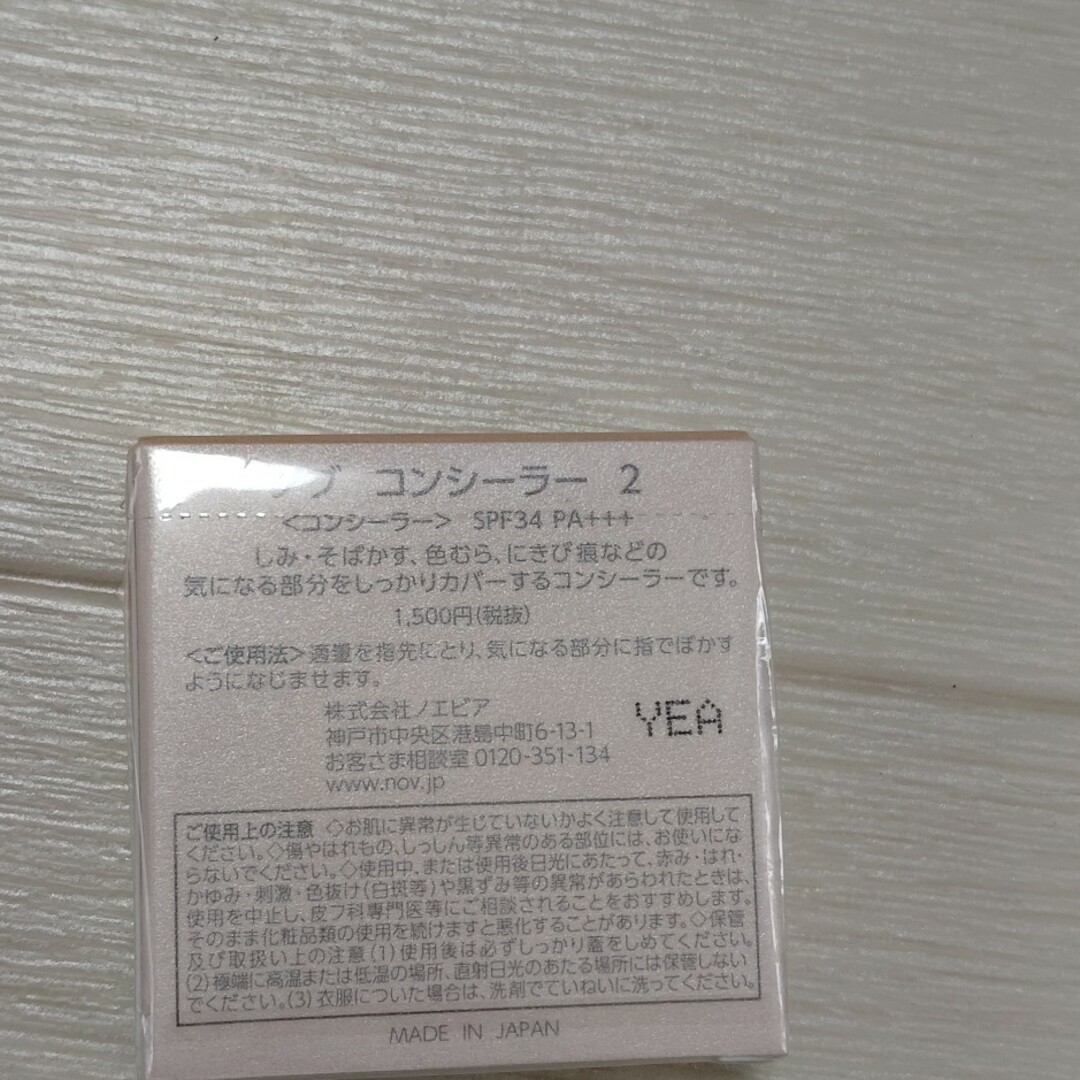 ノブ コンシーラー 2
<コンシーラー> SPF34 PA+++
しみ・そばかす、色むら、にきび痕などの
気になる部分をしっかりカバーするコンシーラーです。
1,500円(税抜)
<ご使用法>適量を指先にとり、気になる部分に指でぼかす
ようになじませます。
株式会社ノエビア
神戸市中央区港島中町6-13-1
お客さま相談室 0120-351-134
www.nov.jp
YEA
ご使用上の注意 ◇お肌に異常が生じていないかよく注意して使用して
ください。◇傷やはれもの、しっしん等異常のある部位には、お使いにな
らないでください。◇使用中、または使用後日光にあたって、赤み・はれ・
かゆみ・刺激・色抜け(白斑等)や黒ずみ等の異常があらわれたときは、
使用を中止し、皮フ科専門医等にご相談されることをおすすめします。
そのまま化粧品類の使用を続けますと悪化することがあります。◇保管
及び取扱い上の注意(1)使用後は必ずしっかり蓋をしめてください。
(2)極端に高温または低温の場所、直射日光のあたる場所には保管しない
でください。(3)衣服についた場合は、洗剤でていねいに洗ってください。
MADE IN JAPAN